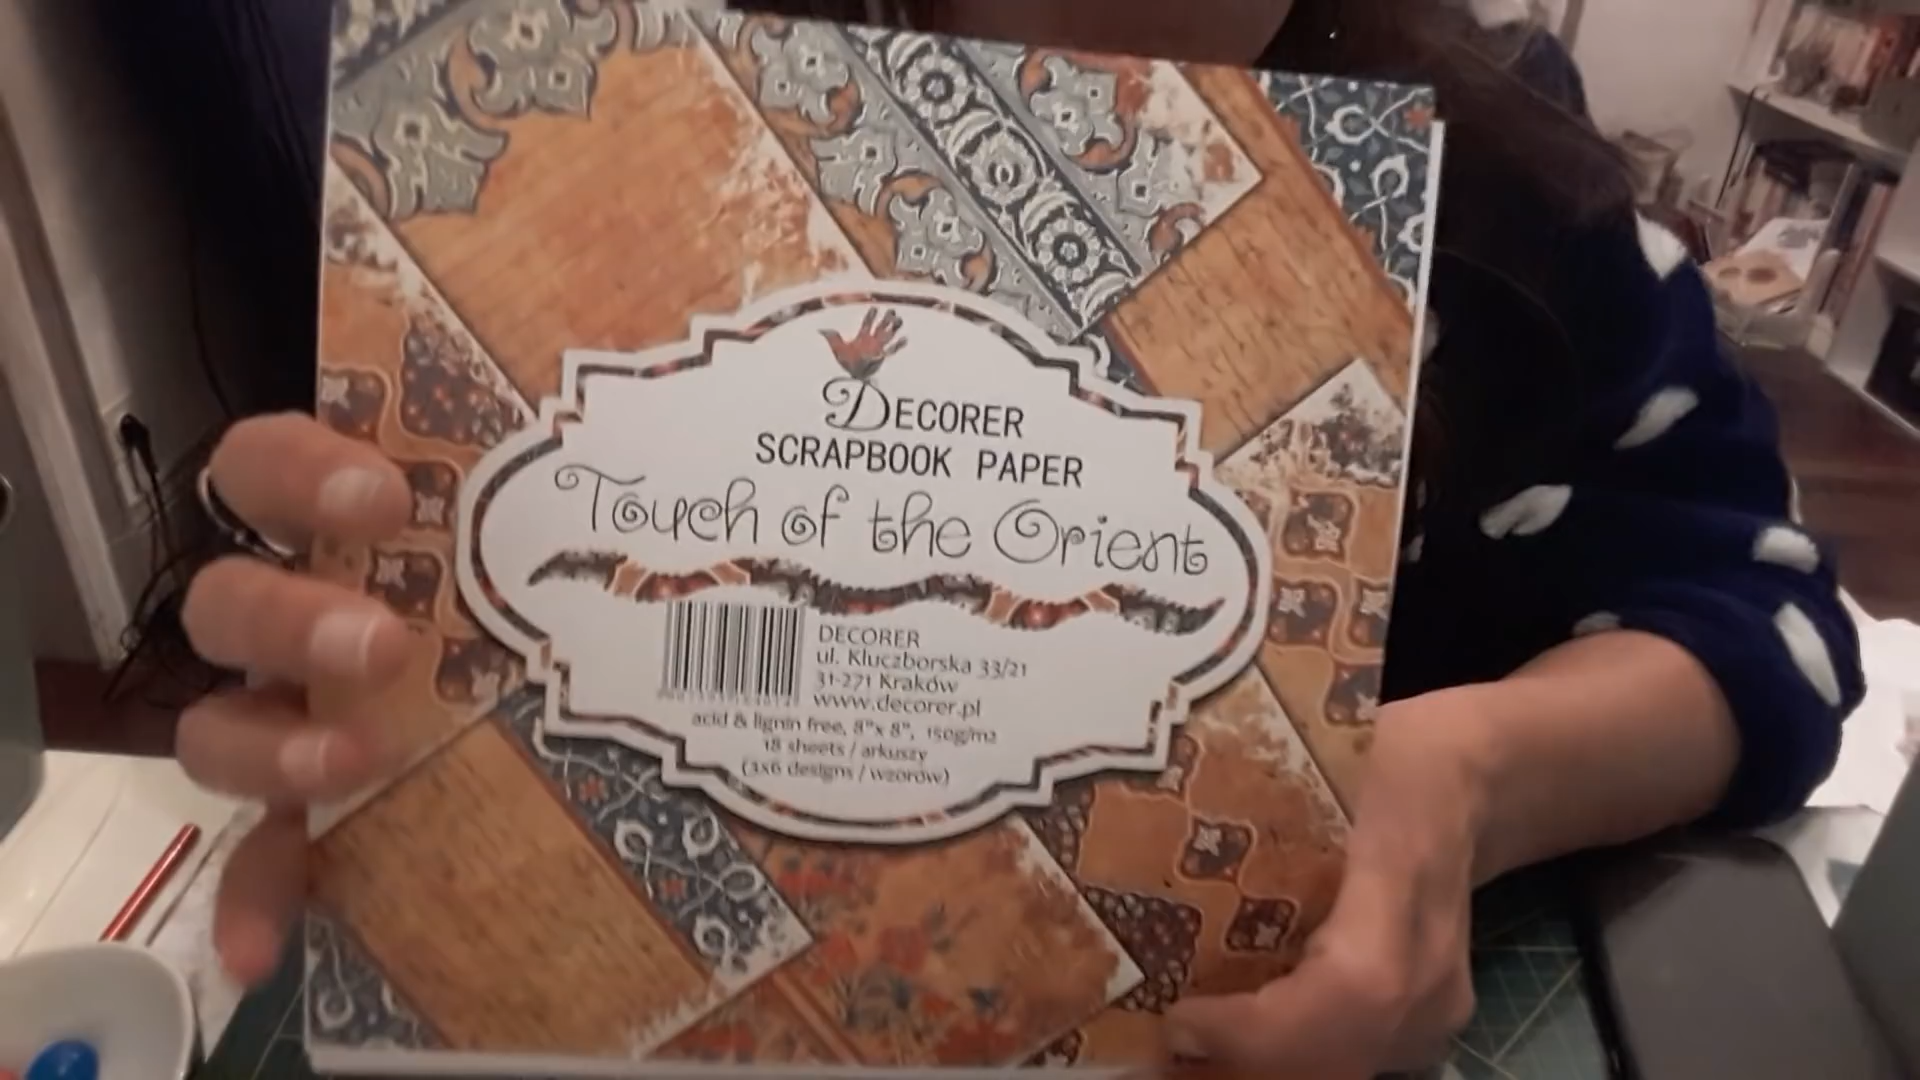 DECORER
SCRAPBOOK PAPER
Touch of the Orient
DECORER
ul. Kluczborska 33/21
31-271 Kraków
www.decorer.pl
acid & lignin free, 8"x 8", 150g/m2
18 sheets / arkuszy
(3x6 designs / wzorów)